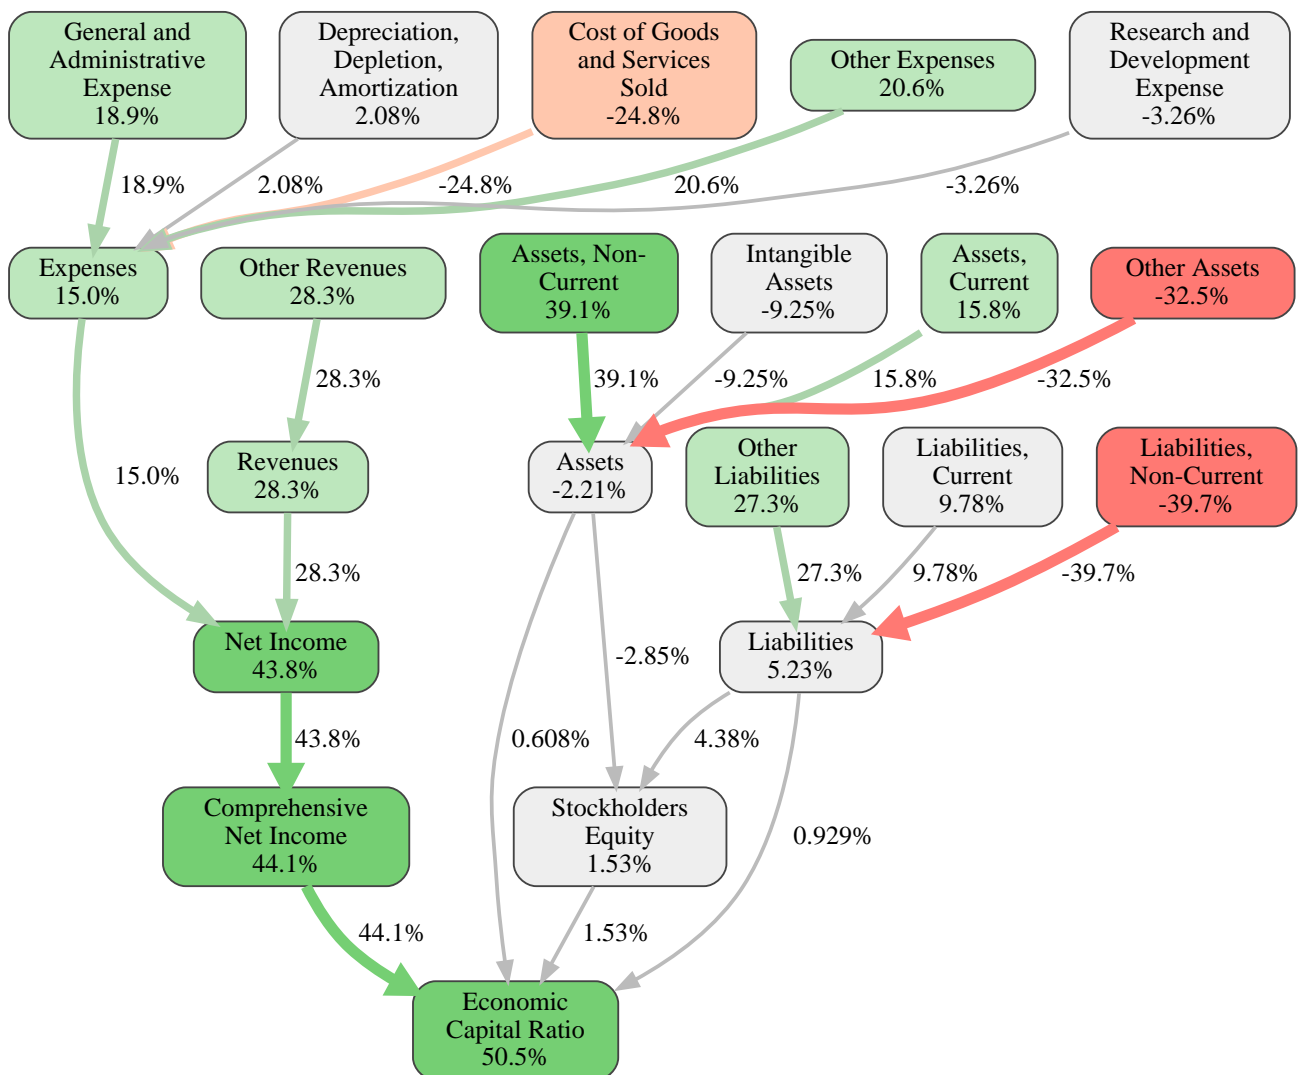 General and
Administrative
Expense
18.9%
Depreciation,
Depletion,
Amortization
2.08%
Cost of Goods
and Services
Sold
-24.8%
Other Expenses
20.6%
Research and
Development
Expense
-3.26%
18.9%
2.08%
-24.8%
20.6%
-3.26%
Expenses
15.0%
Other Revenues
28.3%
Assets, Non-
Current
39.1%
Intangible
Assets
-9.25%
Assets,
Current
15.8%
Other Assets
-32.5%
28.3%
39.1%
-9.25%
15.8%
-32.5%
15.0%
Revenues
28.3%
Assets
-2.21%
Other
Liabilities
27.3%
Liabilities,
Current
9.78%
Liabilities,
Non-Current
-39.7%
28.3%
27.3%
9.78%
-39.7%
Net Income
43.8%
-2.85%
Liabilities
5.23%
43.8%
0.608%
4.38%
Comprehensive
Net Income
44.1%
Stockholders
Equity
1.53%
0.929%
44.1%
1.53%
Economic
Capital Ratio
50.5%